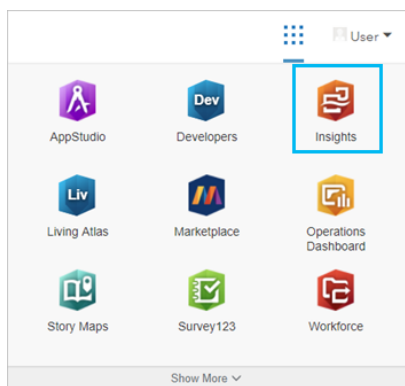 User
AppStudio
Dev
Developers
Insights
Liv
Living Atlas
Marketplace
Operations
Dashboard
Story Maps
Survey123
Workforce
Show More